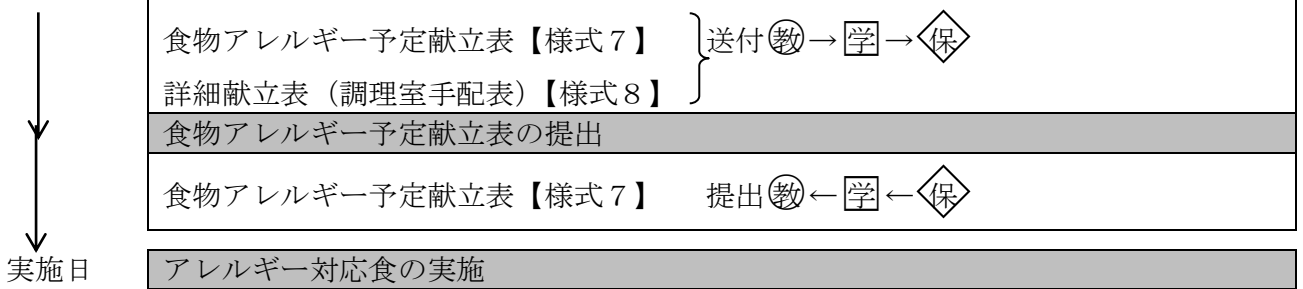 食物アレルギー予定献立表【様式７】 送付教→学→保
詳細献立表（調理室手配表）【様式８】
食物アレルギー予定献立表の提出
食物アレルギー予定献立表【様式７】 提出教←学←保
実施日 アレルギー対応食の実施